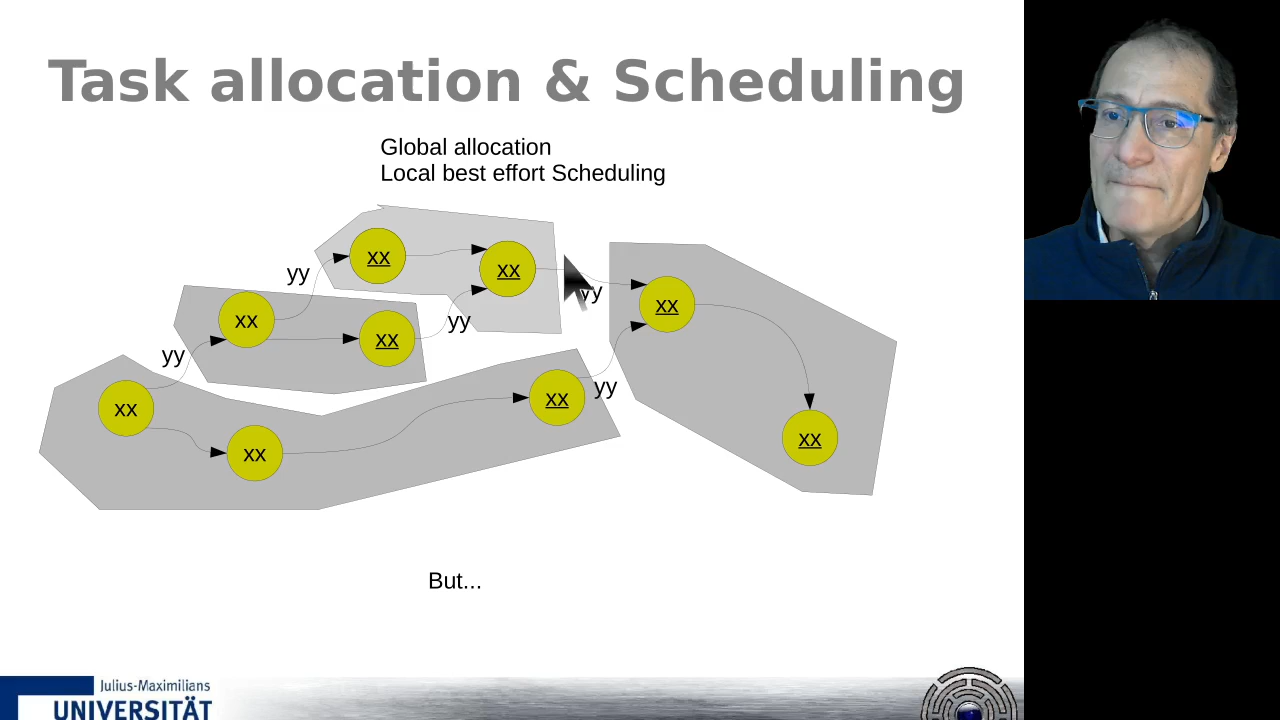 Task allocation & Scheduling
Global allocation
Local best effort Scheduling
xx
xx
yy
yy
xx
yy
xx
yy
xx
xx
yy
yy
xx
xx
xx
But...
Julius-Maximilians
UNIVERSITÄT